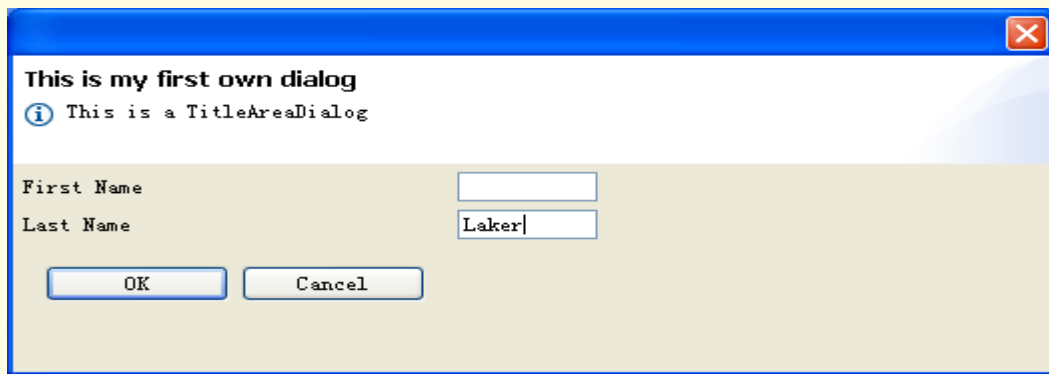 This is my first own dialog
This is a TitleAreaDialog
First Name
Last Name Laker
OK Cancel